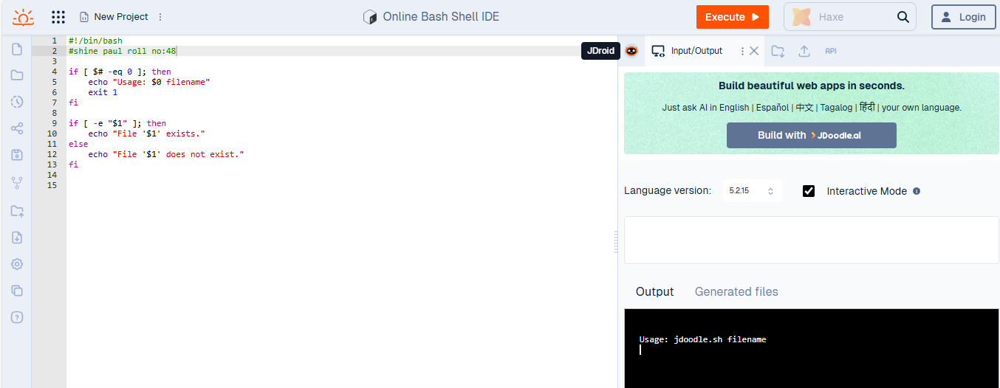 New Project
Online Bash Shell IDE
Execute
Haxe
Login
1 #!/bin/bash
2 #shine paul roll no:48
3
4 if [ $# -eq 0 ]; then
5     echo "Usage: $0 filename"
6     exit 1
7 fi
8
9 if [ -e "$1" ]; then
10     echo "File '$1' exists."
11 else
12     echo "File '$1' does not exist."
13 fi
14
15
JDroid
Input/Output
API
Build beautiful web apps in seconds.
Just ask AI in English | Español | 中文 | Tagalog | हिंदी | your own language.
Build with JDoodle.ai
Language version: 5.2.15 Interactive Mode
Output Generated files
Usage: jdoodle.sh filename